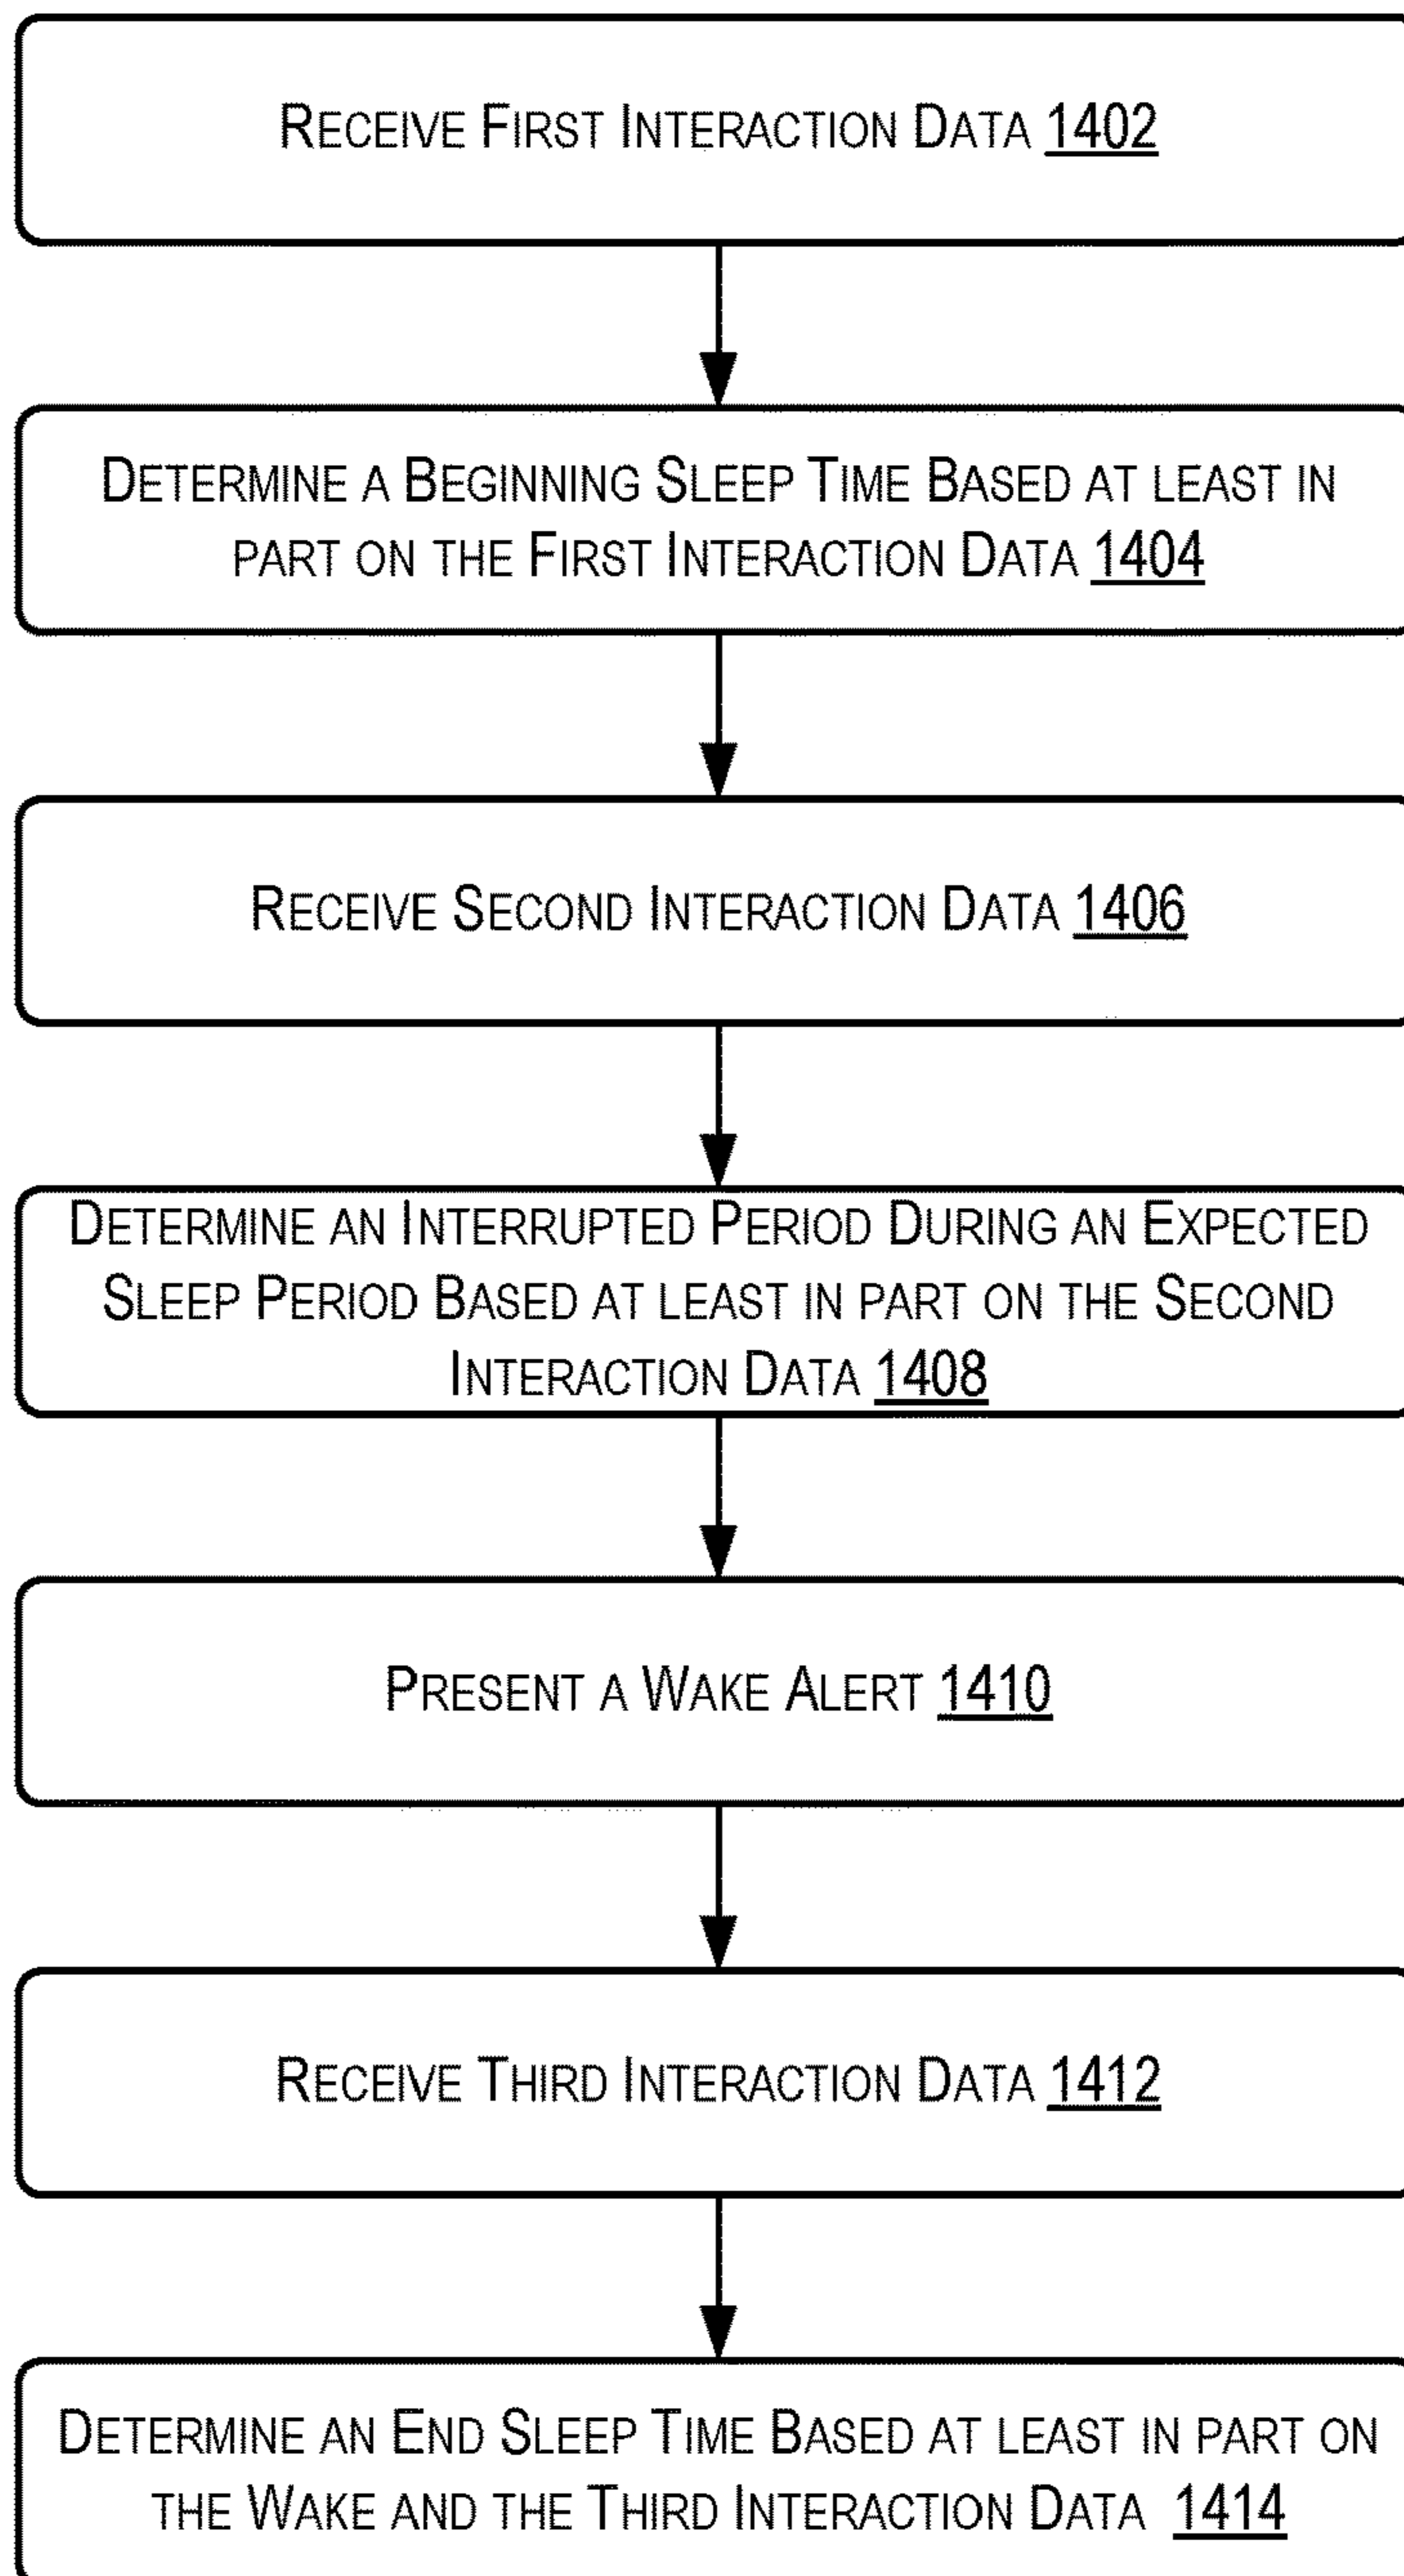 RECEIVE FIRST INTERACTION DATA 1402
DETERMINE A BEGINNING SLEEP TIME BASED AT LEAST IN
PART ON THE FIRST INTERACTION DATA 1404
RECEIVE SECOND INTERACTION DATA 1406
DETERMINE AN INTERRUPTED PERIOD DURING AN EXPECTED
SLEEP PERIOD BASED AT LEAST IN PART ON THE SECOND
INTERACTION DATA 1408
PRESENT A WAKE ALERT 1410
RECEIVE THIRD INTERACTION DATA 1412
DETERMINE AN END SLEEP TIME BASED AT LEAST IN PART ON
THE WAKE AND THE THIRD INTERACTION DATA 1414